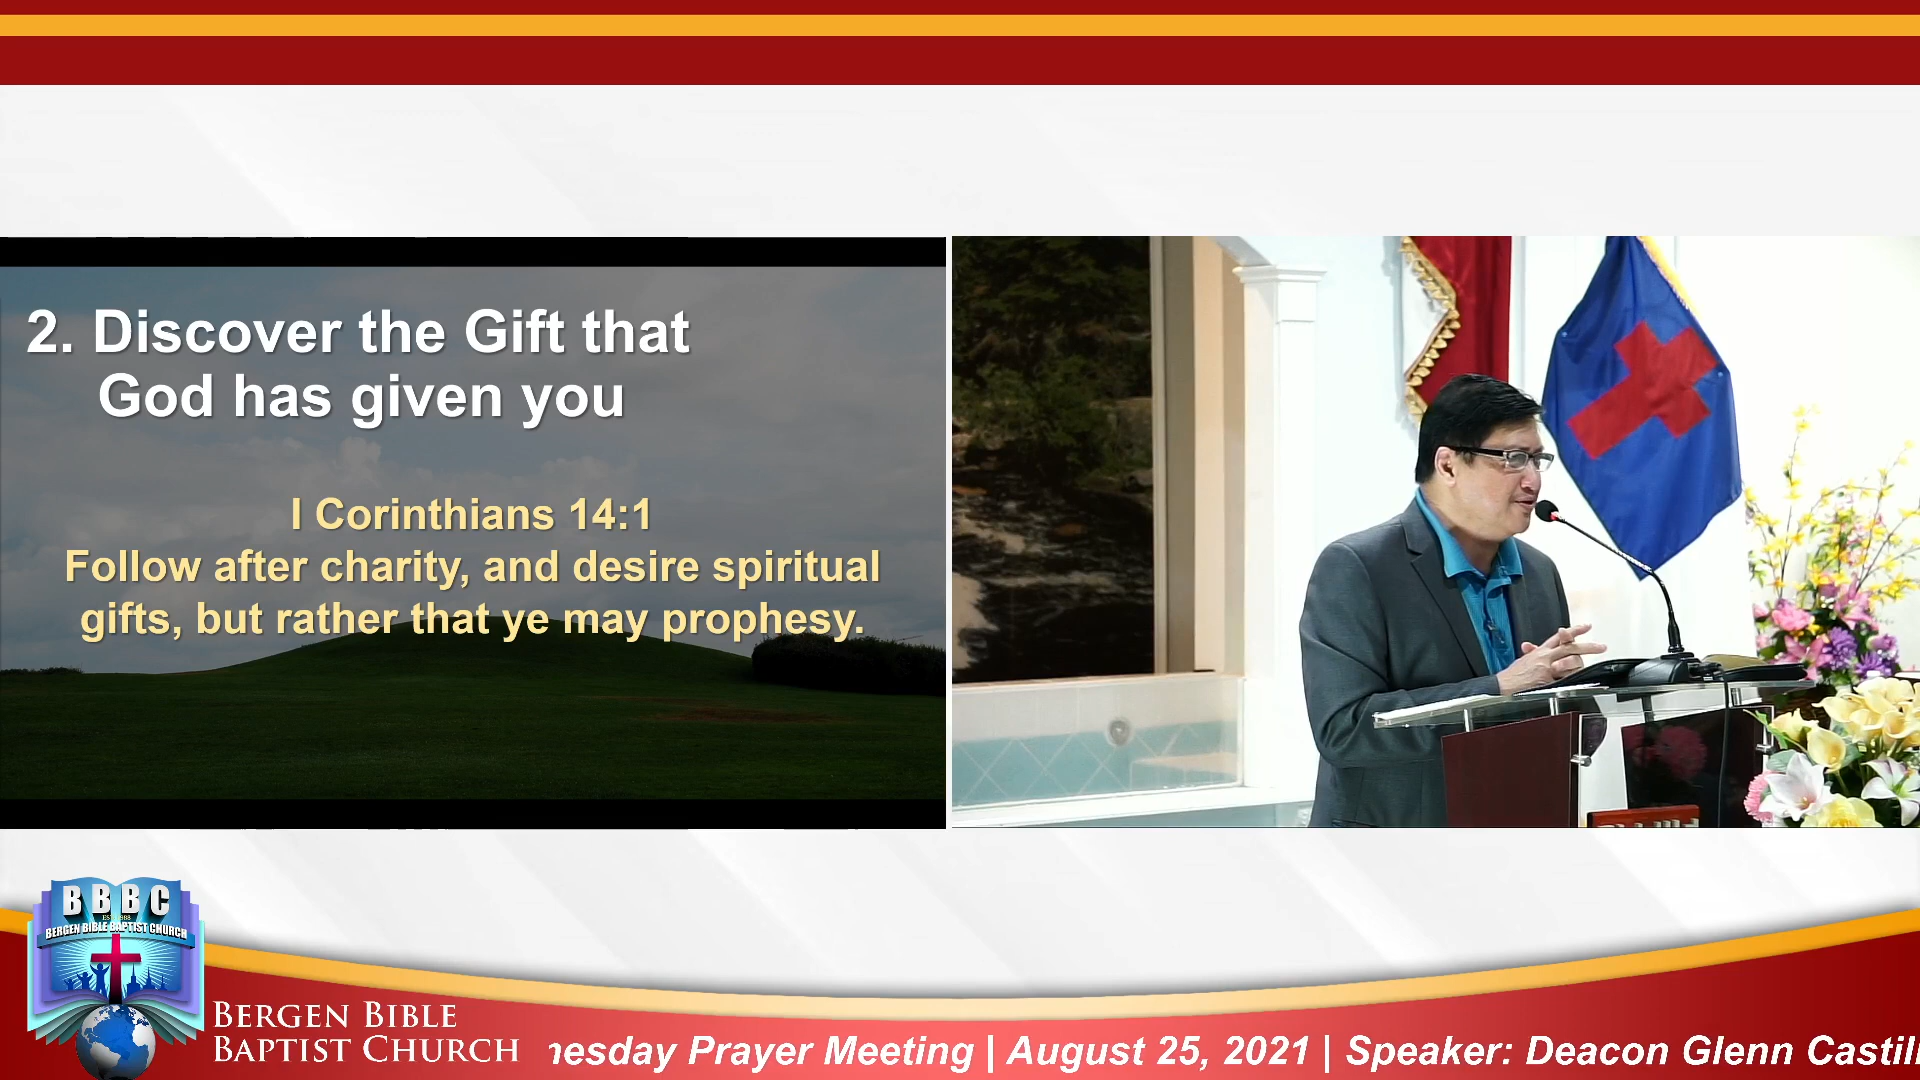 2. Discover the Gift that
God has given you
I Corinthians 14:1
Follow after charity, and desire spiritual
gifts, but rather that ye may prophesy.
BBBC
BERGEN BIBLE BAPTIST CHURCH
BERGEN BIBLE
BAPTIST CHURCH
nesday Prayer Meeting | August 25, 2021 | Speaker: Deacon Glenn Castill